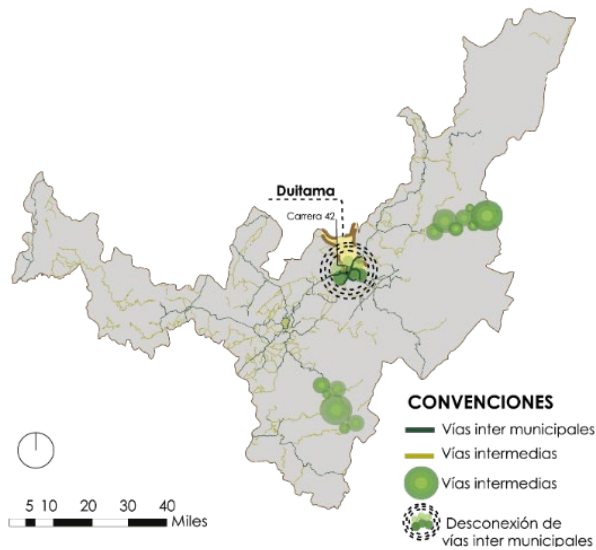 Duitama
Carrera 42
CONVENCIONES
Vías inter municipales
Vías intermedias
Vías intermedias
Desconexión de
vías inter municipales
5 10 20 30 40
Miles